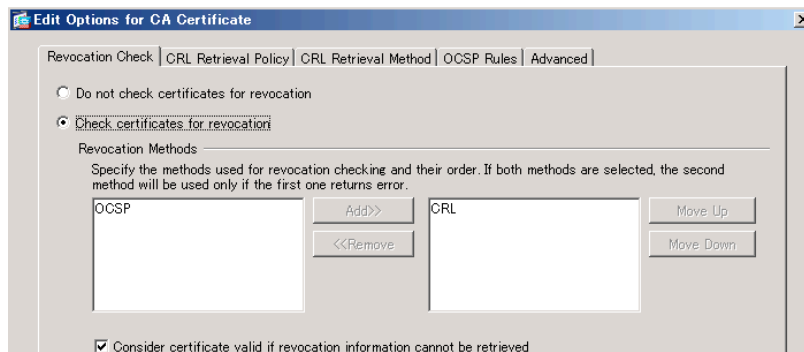 Edit Options for CA Certificate
Revocation Check CRL Retrieval Policy CRL Retrieval Method OCSP Rules Advanced
Do not check certificates for revocation
Check certificates for revocation
Revocation Methods
Specify the methods used for revocation checking and their order. If both methods are selected, the second
method will be used only if the first one returns error.
OCSP Add>> CRL Move Up
<<Remove Move Down
Consider certificate valid if revocation information cannot be retrieved